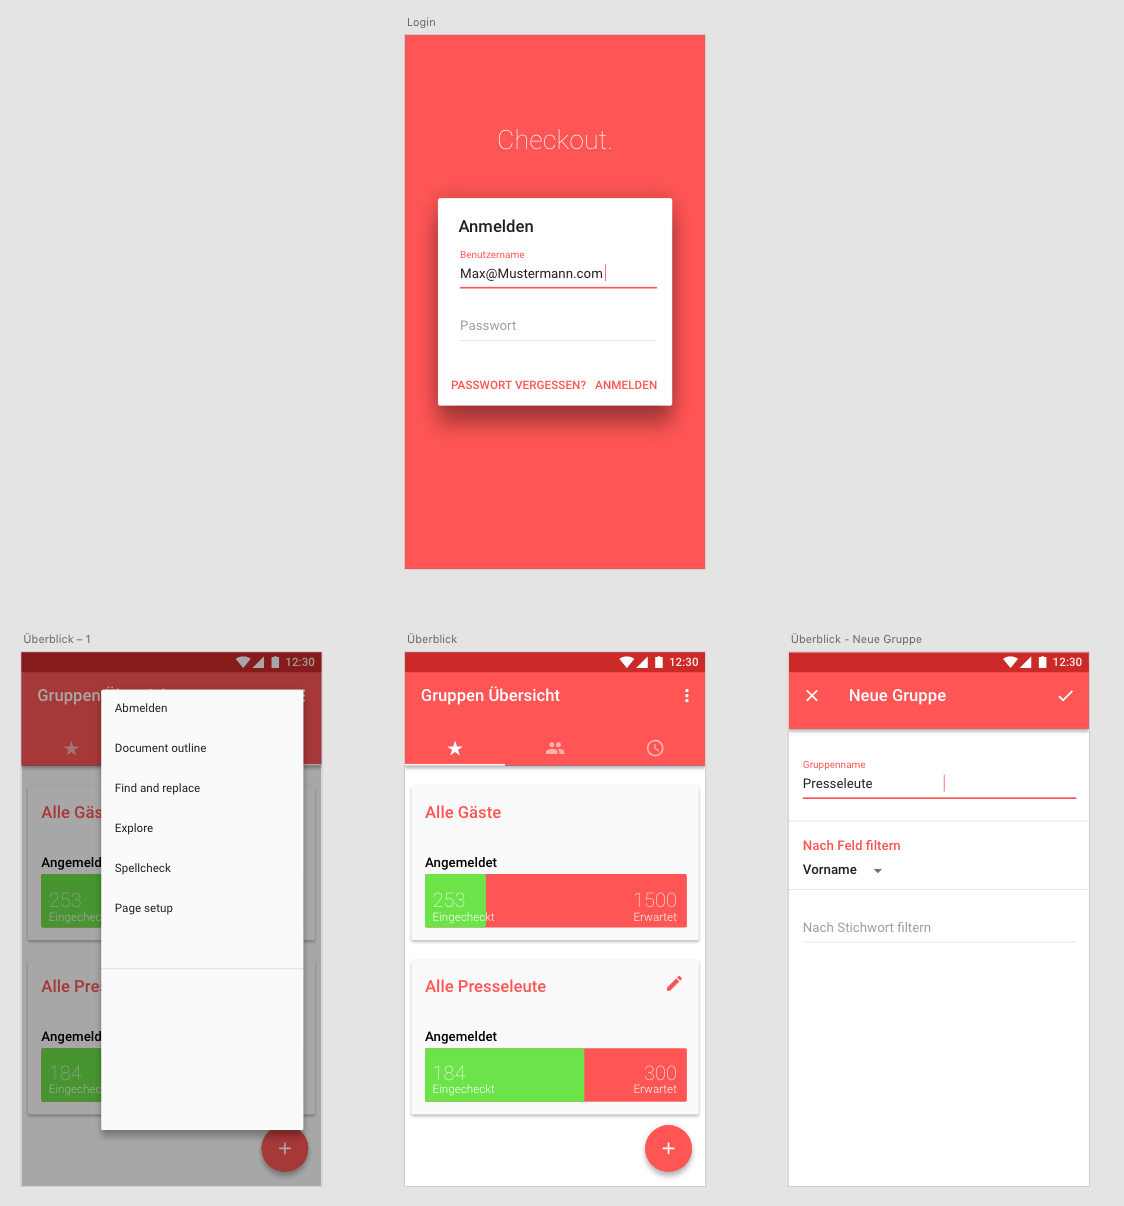 Login
Checkout.
Anmelden
Benutzername
Max@Mustermann.com
Passwort
PASSWORT VERGESSEN? ANMELDEN
Überblick – 1
12:30
Gruppen Übersicht
Abmelden
Document outline
Find and replace
Explore
Spellcheck
Page setup
Alle Gäs
Angemeld
253
Eingechec
Alle Pres
Angemeld
184
Eingechec
Überblick
12:30
Gruppen Übersicht
Alle Gäste
Angemeldet
253 1500
Eingecheckt Erwartet
Alle Presseleute
Angemeldet
184 300
Eingecheckt Erwartet
Überblick - Neue Gruppe
12:30
Neue Gruppe
Gruppenname
Presseleute
Nach Feld filtern
Vorname
Nach Stichwort filtern